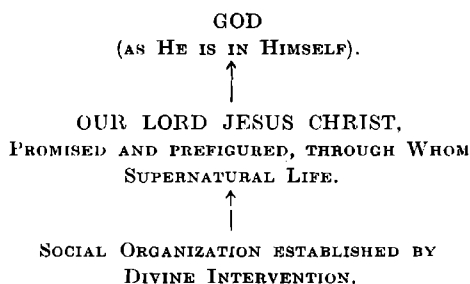 GOD
(AS HE IS IN HIMSELF).
OUR LORD JESUS CHRIST,
PROMISED AND PREFIGURED, THROUGH WHOM
SUPERNATURAL LIFE.
SOCIAL ORGANIZATION ESTABLISHED BY
DIVINE INTERVENTION.